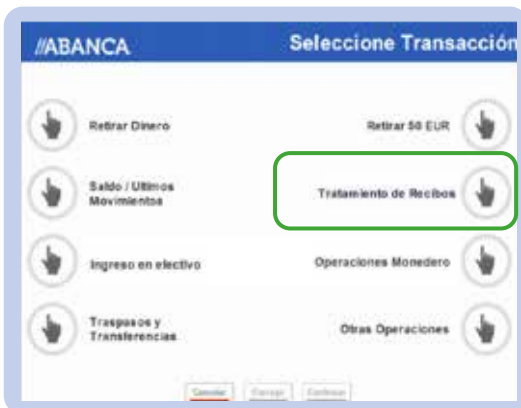 //ABANCA
Seleccione Transacción
Retirar Dinero
Retirar 50 EUR
Saldo / Ultimos
Movimientos
Tratamiento de Recibos
Ingreso en efectivo
Operaciones Monedero
Traspasos y
Transferencias
Otras Operaciones
Cancelar
Corregir
Continuar